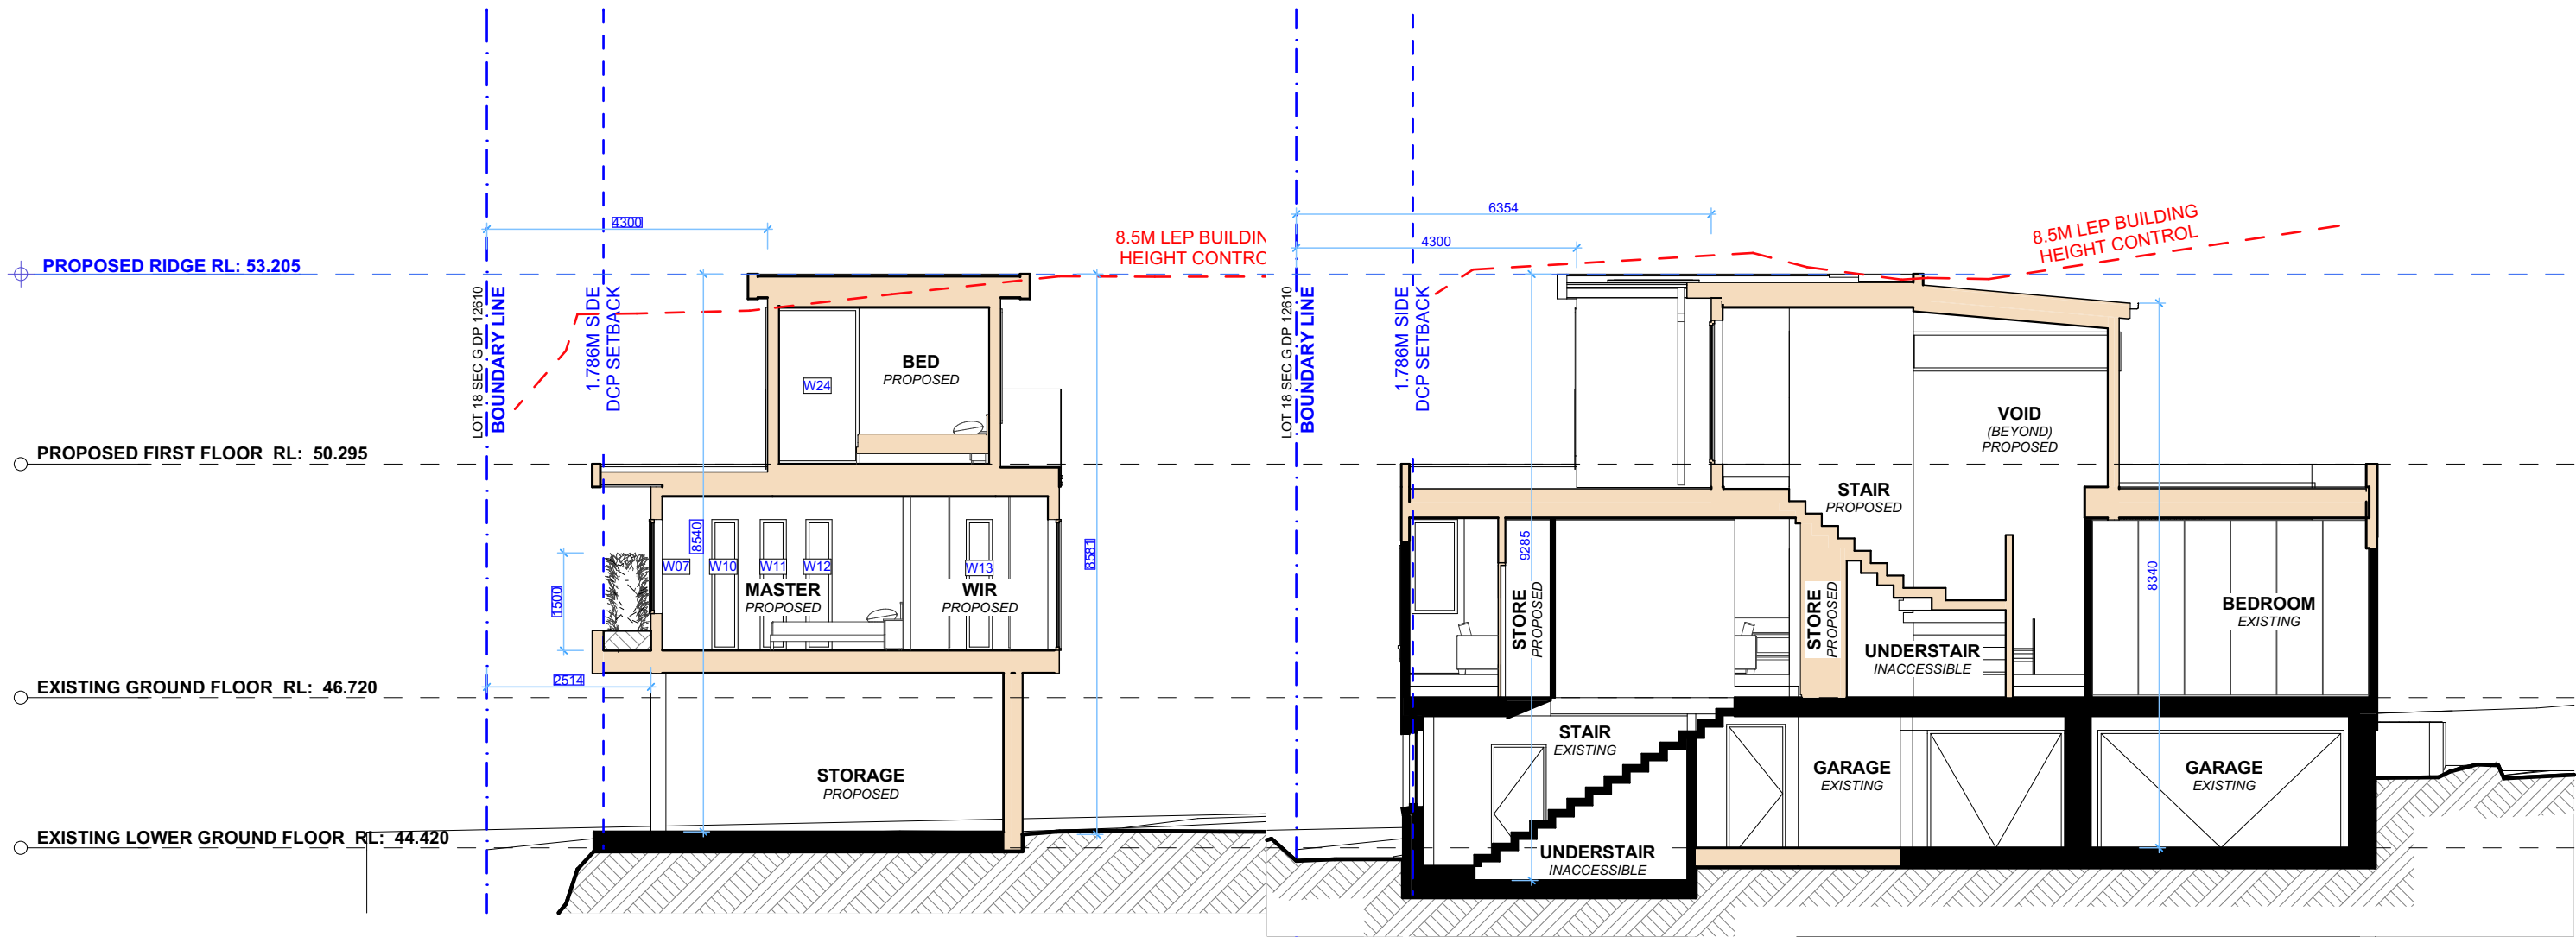 4300
6354
4300
8.5M LEP BUILDIN
HEIGHT CONTRO
8.5M LEP BUILDING
HEIGHT CONTROL
PROPOSED RIDGE RL: 53.205
LOT 18 SEC G DP 12610
BOUNDARY LINE
1.786M SIDE
DCP SETBACK
LOT 18 SEC G DP 12610
BOUNDARY LINE
1.786M SIDE
DCP SETBACK
BED
PROPOSED
W24
VOID
(BEYOND)
PROPOSED
PROPOSED FIRST FLOOR RL: 50.295
STAIR
PROPOSED
8540
8581
9285
8340
W07
W10
W11
W12
W13
1500
MASTER
PROPOSED
WIR
PROPOSED
STORE
PROPOSED
STORE
PROPOSED
UNDERSTAIR
INACCESSIBLE
BEDROOM
EXISTING
2514
EXISTING GROUND FLOOR RL: 46.720
STAIR
EXISTING
STORAGE
PROPOSED
GARAGE
EXISTING
GARAGE
EXISTING
EXISTING LOWER GROUND FLOOR RL: 44.420
UNDERSTAIR
INACCESSIBLE